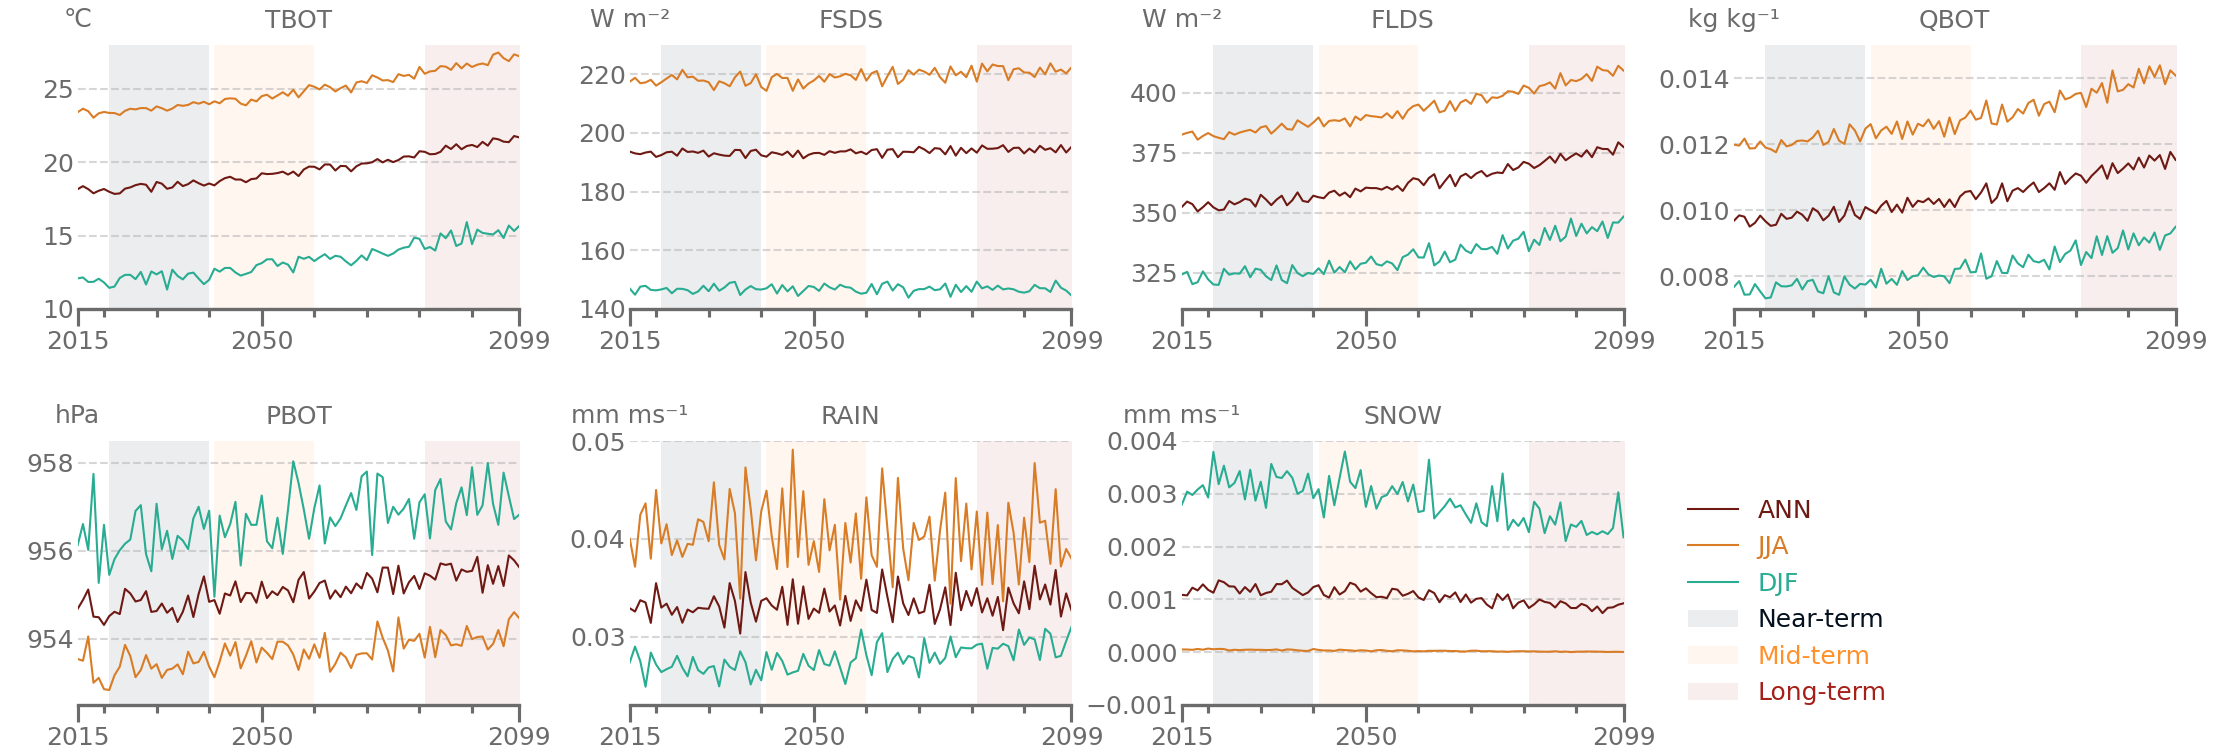 °C TBOT
25
20
15
10
2015 2050 2099
W m⁻² FSDS
220
200
180
160
140
2015 2050 2099
W m⁻² FLDS
400
375
350
325
2015 2050 2099
kg kg⁻¹ QBOT
0.014
0.012
0.010
0.008
2015 2050 2099
hPa PBOT
958
956
954
2015 2050 2099
mm ms⁻¹ RAIN
0.05
0.04
0.03
2015 2050 2099
mm ms⁻¹ SNOW
0.004
0.003
0.002
0.001
0.000
−0.001
2015 2050 2099
ANN
JJA
DJF
Near-term
Mid-term
Long-term